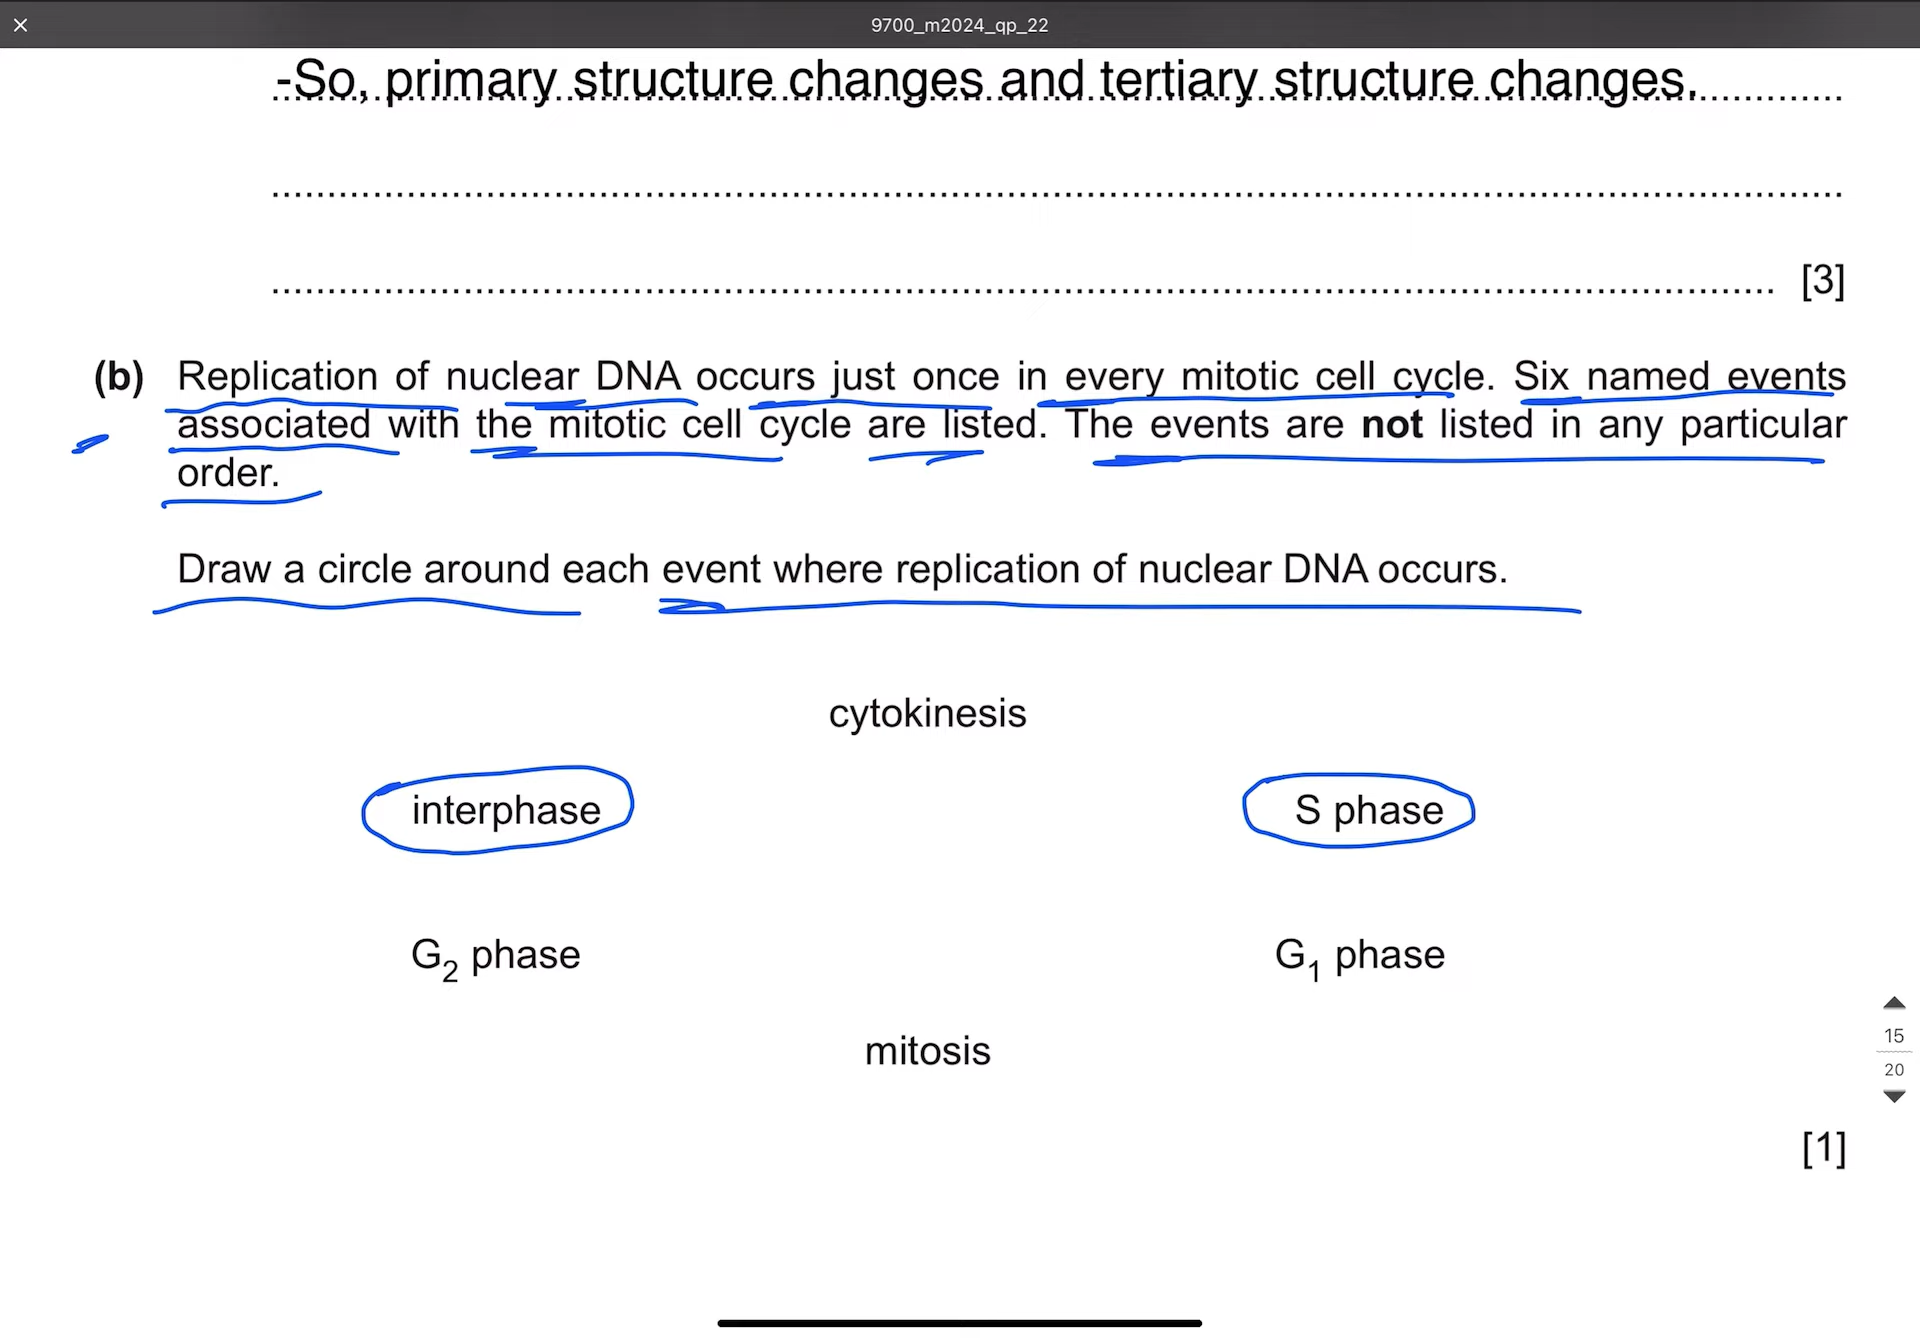 9700_m2024_qp_22
-So, primary structure changes and tertiary structure changes.
[3]
(b) Replication of nuclear DNA occurs just once in every mitotic cell cycle. Six named events
associated with the mitotic cell cycle are listed. The events are not listed in any particular
order.
Draw a circle around each event where replication of nuclear DNA occurs.
cytokinesis
interphase S phase
G2 phase G1 phase
mitosis
15
20
[1]